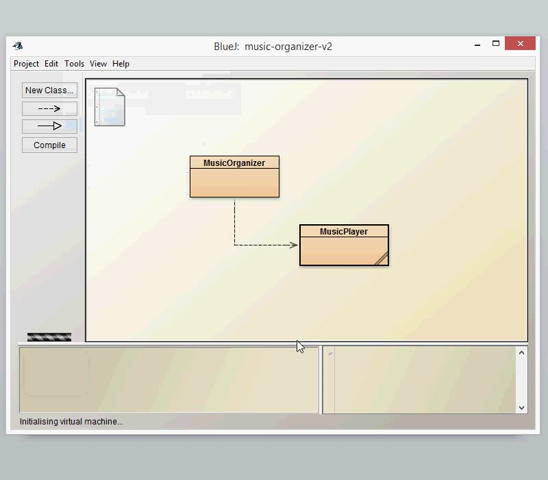 BlueJ: music-organizer-v2
Project Edit Tools View Help
New Class...
Compile
MusicOrganizer
MusicPlayer
Initialising virtual machine...